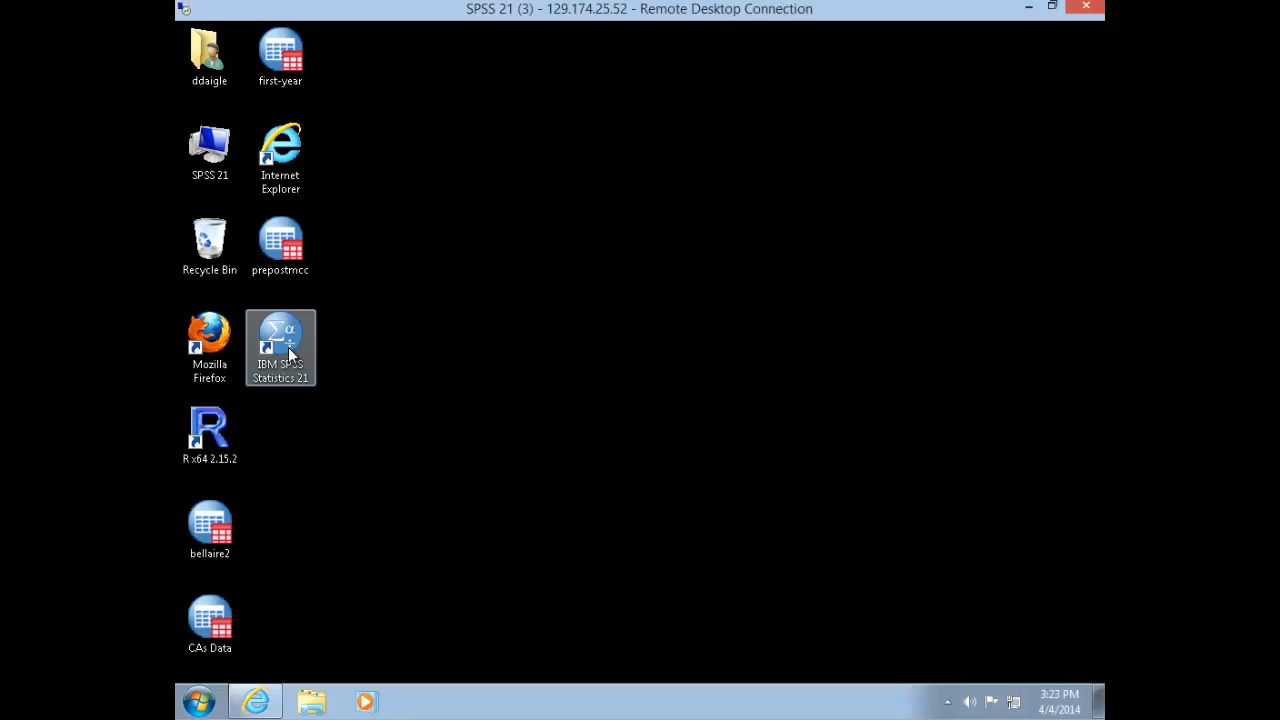 SPSS 21 (3) - 129.174.25.52 - Remote Desktop Connection
ddaigle
first-year
SPSS 21
Internet
Explorer
Recycle Bin
prepostmcc
Mozilla
Firefox
IBM SPSS
Statistics 21
R x64 2.15.2
bellaire2
CAs Data
3:23 PM
4/4/2014